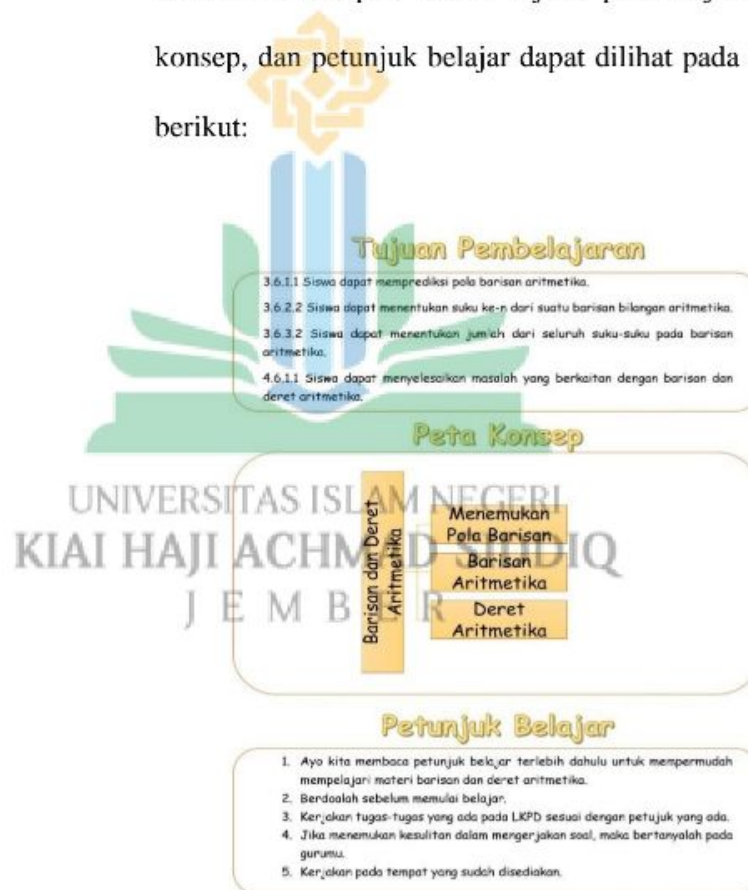 konsep, dan petunjuk belajar dapat dilihat pada
berikut:
Tujuan Pembelajaran
3.6.1.1 Siswa dapat memprediksi pola barisan aritmetika.
3.6.2.2 Siswa dapat menentukan suku ke-n dari suatu barisan bilangan aritmetika.
3.6.3.2 Siswa dapat menentukan jumlah dari seluruh suku-suku pada barisan
aritmetika.
4.6.1.1 Siswa dapat menyelesaikan masalah yang berkaitan dengan barisan dan
deret aritmetika.
Peta Konsep
Barisan dan Deret
Aritmetika
Menemukan
Pola Barisan
Barisan
Aritmetika
Deret
Aritmetika
UNIVERSITAS ISLAM NEGERI
KIAI HAJI ACHMAD SIDDIQ
JEMBER
Petunjuk Belajar
1. Ayo kita membaca petunjuk belajar terlebih dahulu untuk mempermudah
mempelajari materi barisan dan deret aritmetika.
2. Berdoalah sebelum memulai belajar.
3. Kerjakan tugas-tugas yang ada pada LKPD sesuai dengan petujuk yang ada.
4. Jika menemukan kesulitan dalam mengerjakan soal, maka bertanyalah pada
gurumu.
5. Kerjakan pada tempat yang sudah disediakan.